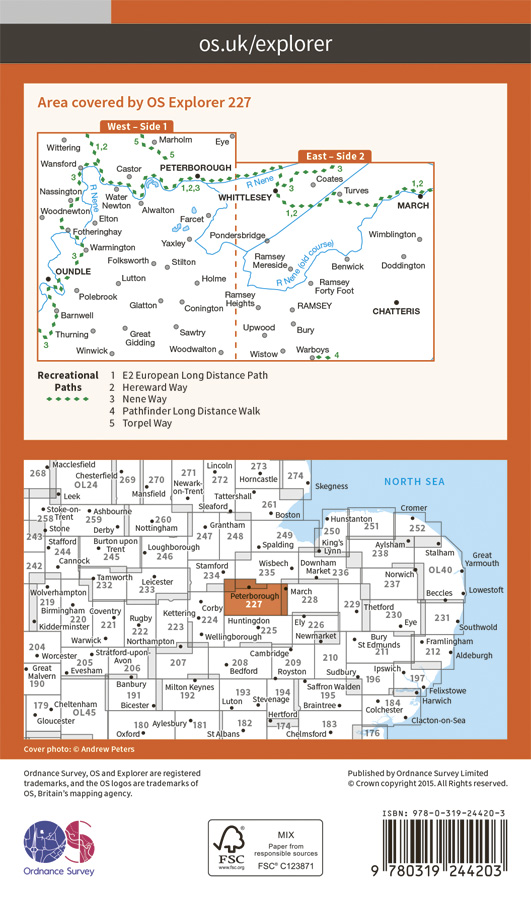 os.uk/explorer
Area covered by OS Explorer 227
West – Side 1
East – Side 2
Wittering
1,2
5
Marholm
Eye
5
Wansford
3
Castor
PETERBOROUGH
1,2,3
R Nene
3
Coates
Nassington
R Nene
Water
Newton
WHITTLESEY
3
Turves
1,2
MARCH
Woodnewton
Elton
Alwalton
Farcet
1,2
Fotheringhay
3
Warmington
Yaxley
Pondersbridge
Wimblington
Folksworth
Stilton
Ramsey
Mereside
R Nene (old course)
Benwick
Doddington
3
OUNDLE
Lutton
Holme
Ramsey
Forty Foot
Polebrook
Glatton
Conington
Ramsey
Heights
RAMSEY
CHATTERIS
Barnwell
Thurning
Great
Gidding
Sawtry
Upwood
Bury
3
Winwick
Woodwalton
Wistow
Warboys
4
Recreational
Paths
1 E2 European Long Distance Path
2 Hereward Way
3 Nene Way
4 Pathfinder Long Distance Walk
5 Torpel Way
NORTH SEA
268
Macclesfield
Chesterfield
OL24
269
270
Mansfield
271
Newark-
on-Trent
Lincoln
272
273
Horncastle
274
Skegness
Leek
Tattershall
Stoke-on-
Trent
258
Ashbourne
259
Derby
260
Nottingham
Sleaford
261
Boston
Hunstanton
250
251
Cromer
252
Stone
243
Stafford
244
Burton upon
Trent
245
Loughborough
246
247
Grantham
248
249
Spalding
King's
Lynn
Aylsham
238
Stalham
242
Cannock
Tamworth
232
Leicester
233
Stamford
234
Wisbech
235
Downham
Market
236
Norwich
237
OL40
Great
Yarmouth
Wolverhampton
219
Birmingham
220
Coventry
221
Rugby
222
Kettering
223
Corby
224
Peterborough
227
March
228
229
Thetford
230
Eye
Beccles
231
Lowestoft
Southwold
Kidderminster
Warwick
Northampton
Wellingborough
Huntingdon
225
Ely
226
Newmarket
Bury
St Edmunds
211
Framlingham
212
Aldeburgh
204
Worcester
205
Evesham
Stratford-upon-
Avon
206
207
208
Bedford
Cambridge
209
Royston
210
Sudbury
196
Ipswich
197
Great
Malvern
190
Banbury
191
Bicester
Milton Keynes
192
193
Luton
194
Stevenage
Saffron Walden
195
Braintree
184
Colchester
Felixstowe
Harwich
179
Gloucester
Cheltenham
OL45
180
Oxford
Aylesbury
181
182
St Albans
Hertford
174
183
Chelmsford
176
Clacton-on-Sea
Cover photo: © Andrew Peters
Ordnance Survey, OS and Explorer are registered
trademarks, and the OS logos are trademarks of
OS, Britain's mapping agency.
Published by Ordnance Survey Limited
© Crown copyright 2015. All Rights reserved.
OS
Ordnance Survey
FSC
www.fsc.org
MIX
Paper from
responsible sources
FSC® C123871
ISBN: 978-0-319-24420-3
9 780319 244203